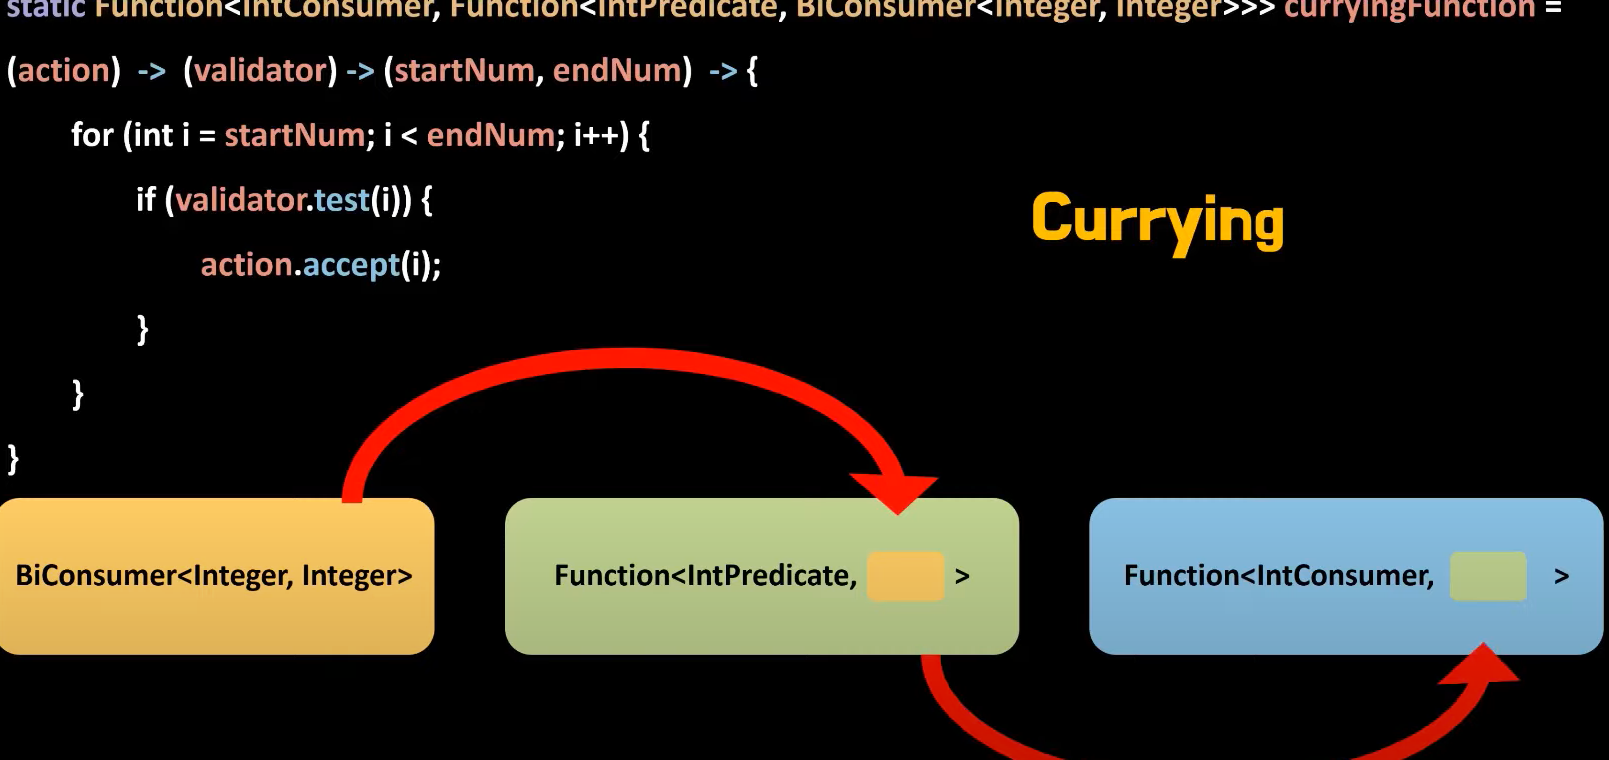 static Function<IntConsumer, Function<IntPredicate, BiConsumer<Integer, Integer>>> curryingFunction =
(action) -> (validator) -> (startNum, endNum) -> {
for (int i = startNum; i < endNum; i++) {
if (validator.test(i)) {
action.accept(i);
}
}
}
Currying
BiConsumer<Integer, Integer>
Function<IntPredicate, >
Function<IntConsumer, >